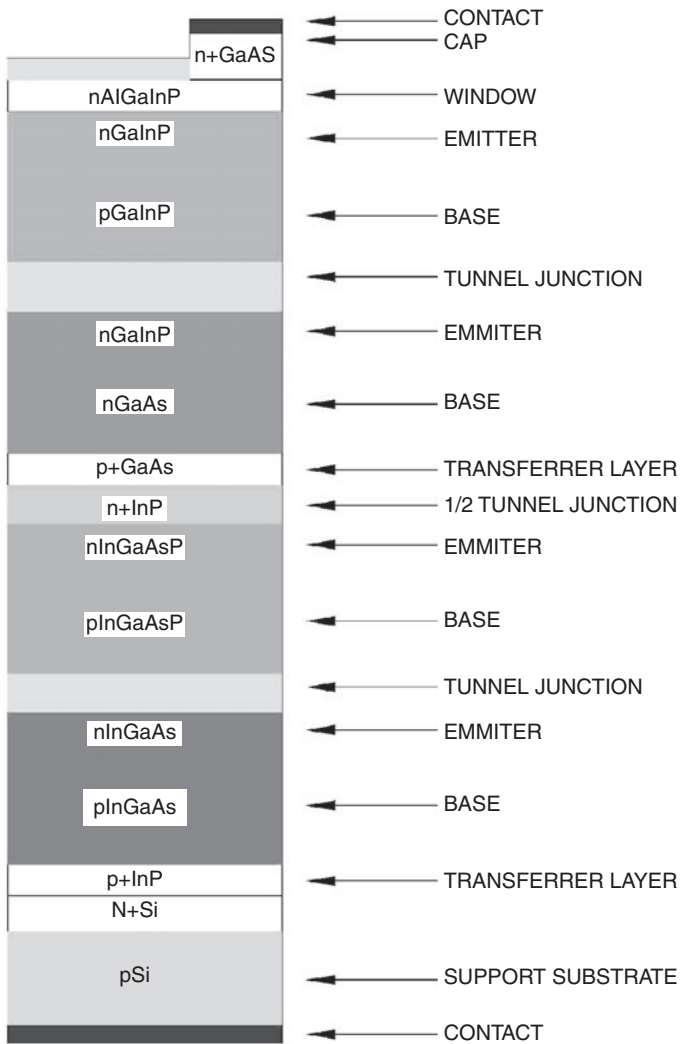 CONTACT
n+GaAS CAP
nAlGaInP WINDOW
nGaInP EMITTER
pGaInP BASE
TUNNEL JUNCTION
nGaInP EMMITER
nGaAs BASE
p+GaAs TRANSFERRER LAYER
n+InP 1/2 TUNNEL JUNCTION
nInGaAsP EMMITER
pInGaAsP BASE
TUNNEL JUNCTION
nInGaAs EMMITER
pInGaAs BASE
p+InP TRANSFERRER LAYER
N+Si
pSi SUPPORT SUBSTRATE
CONTACT